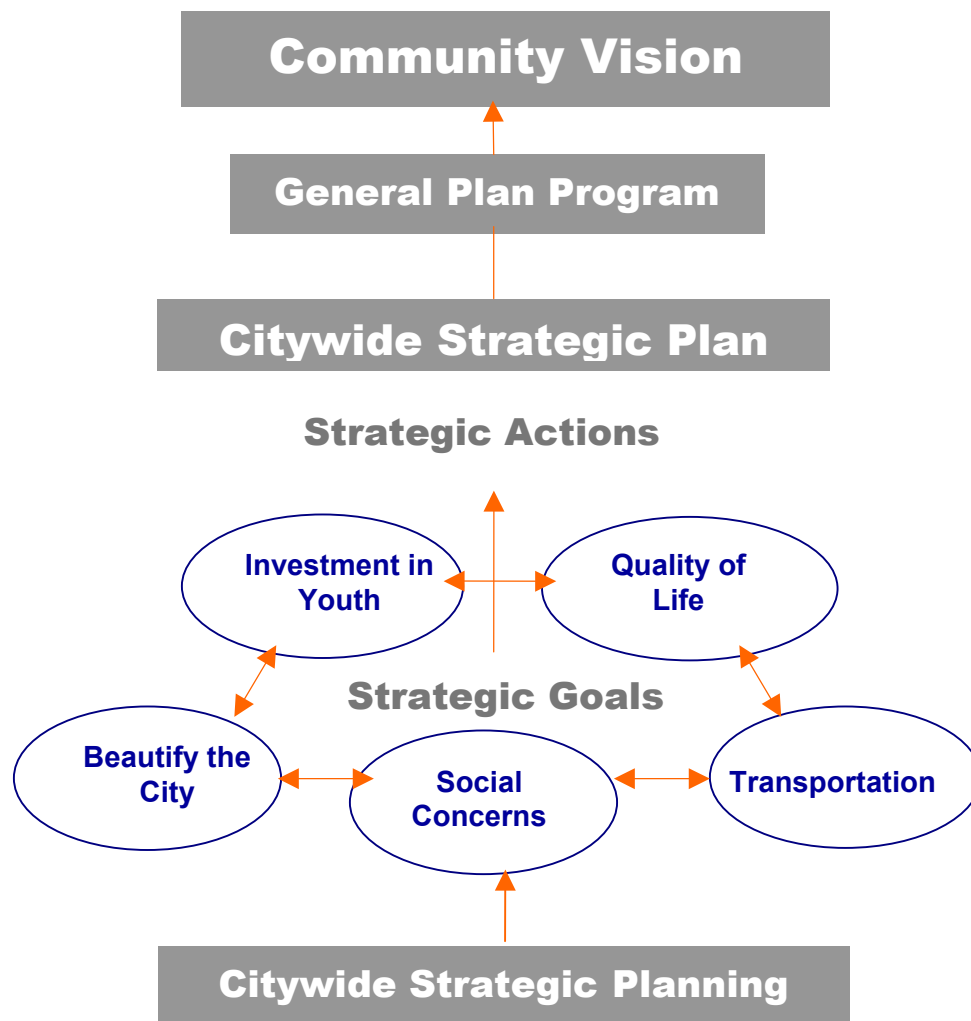 Community Vision
General Plan Program
Citywide Strategic Plan
Strategic Actions
Investment in
Youth
Quality of
Life
Strategic Goals
Beautify the
City
Social
Concerns
Transportation
Citywide Strategic Planning